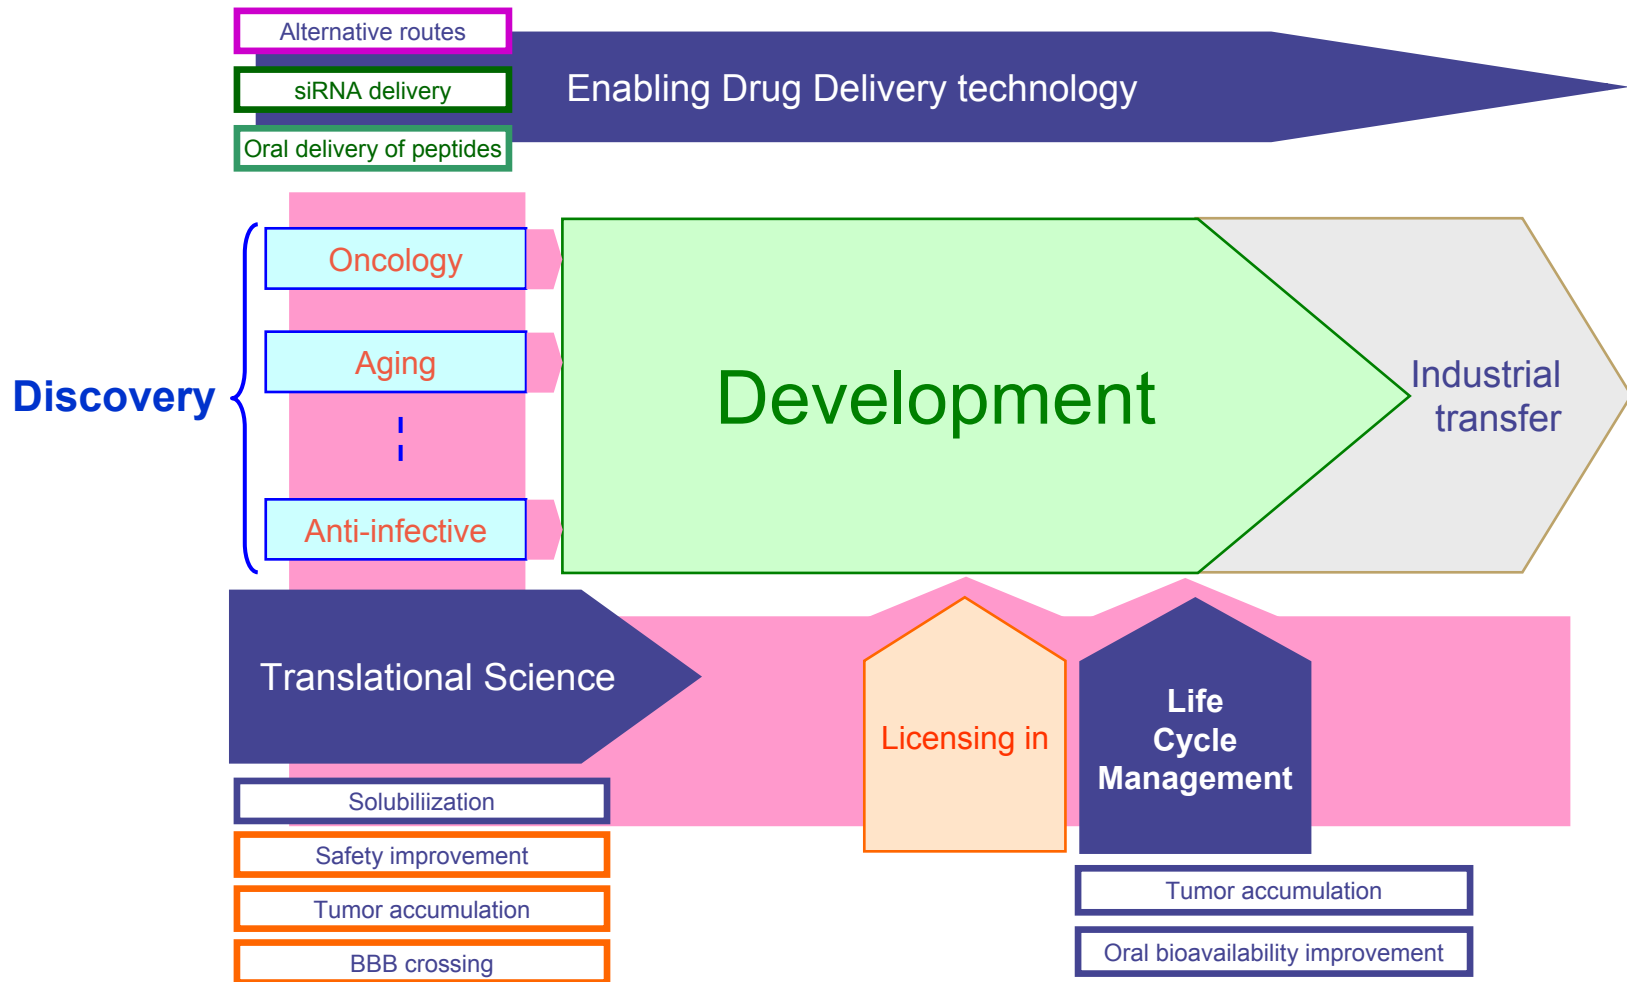 Alternative routes
siRNA delivery
Oral delivery of peptides
Enabling Drug Delivery technology
Discovery
Oncology
Aging
Anti-infective
Development
Industrial
transfer
Translational Science
Licensing in
Life
Cycle
Management
Solubiliization
Safety improvement
Tumor accumulation
BBB crossing
Tumor accumulation
Oral bioavailability improvement